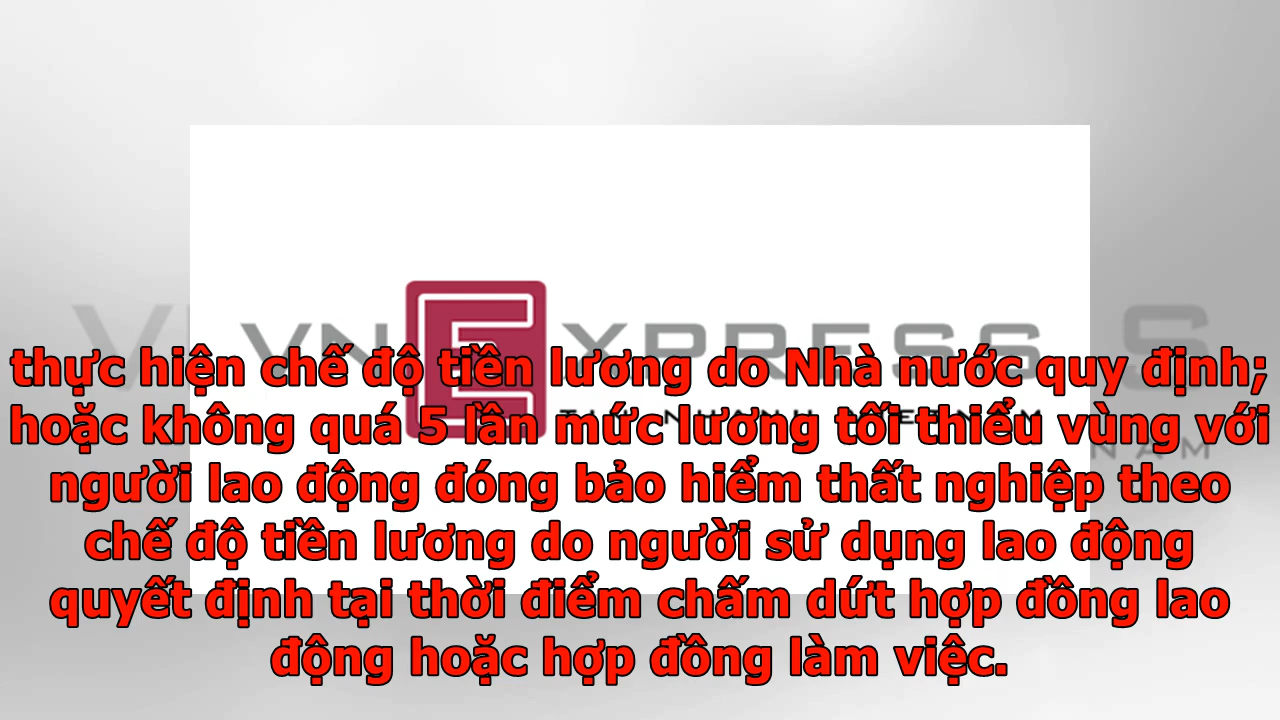 VNEXPRESS
thực hiện chế độ tiền lương do Nhà nước quy định;
hoặc không quá 5 lần mức lương tối thiểu vùng với
người lao động đóng bảo hiểm thất nghiệp theo
chế độ tiền lương do người sử dụng lao động
quyết định tại thời điểm chấm dứt hợp đồng lao
động hoặc hợp đồng làm việc.